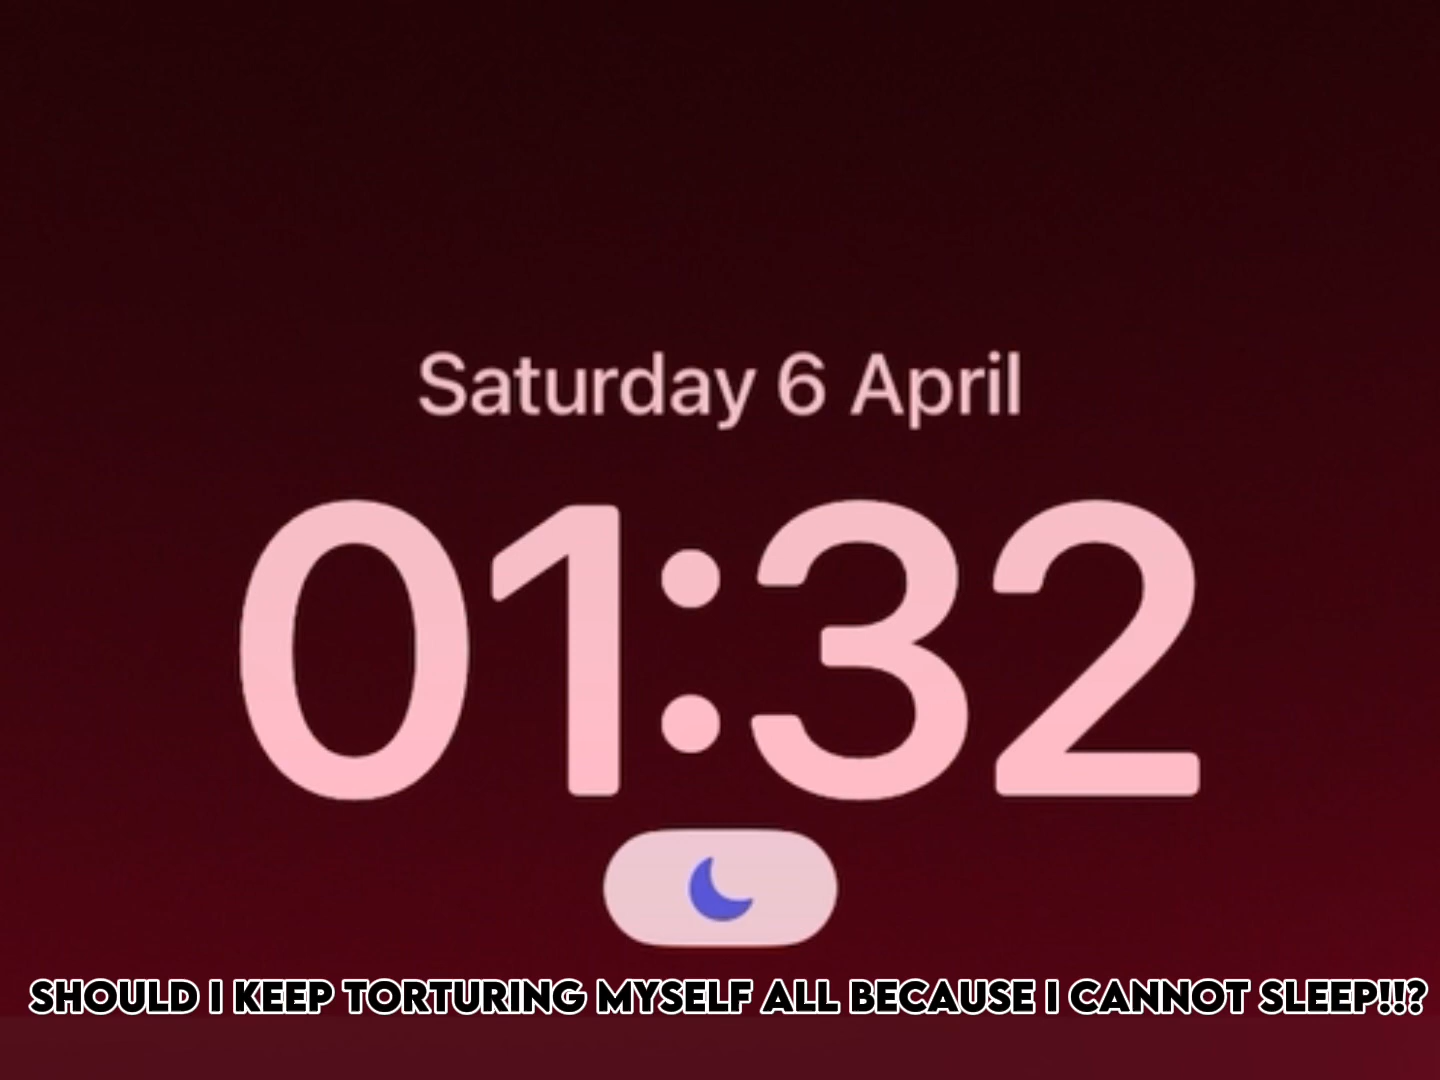 Saturday 6 April
01:32
SHOULD I KEEP TORTURING MYSELF ALL BECAUSE I CANNOT SLEEP!!!?